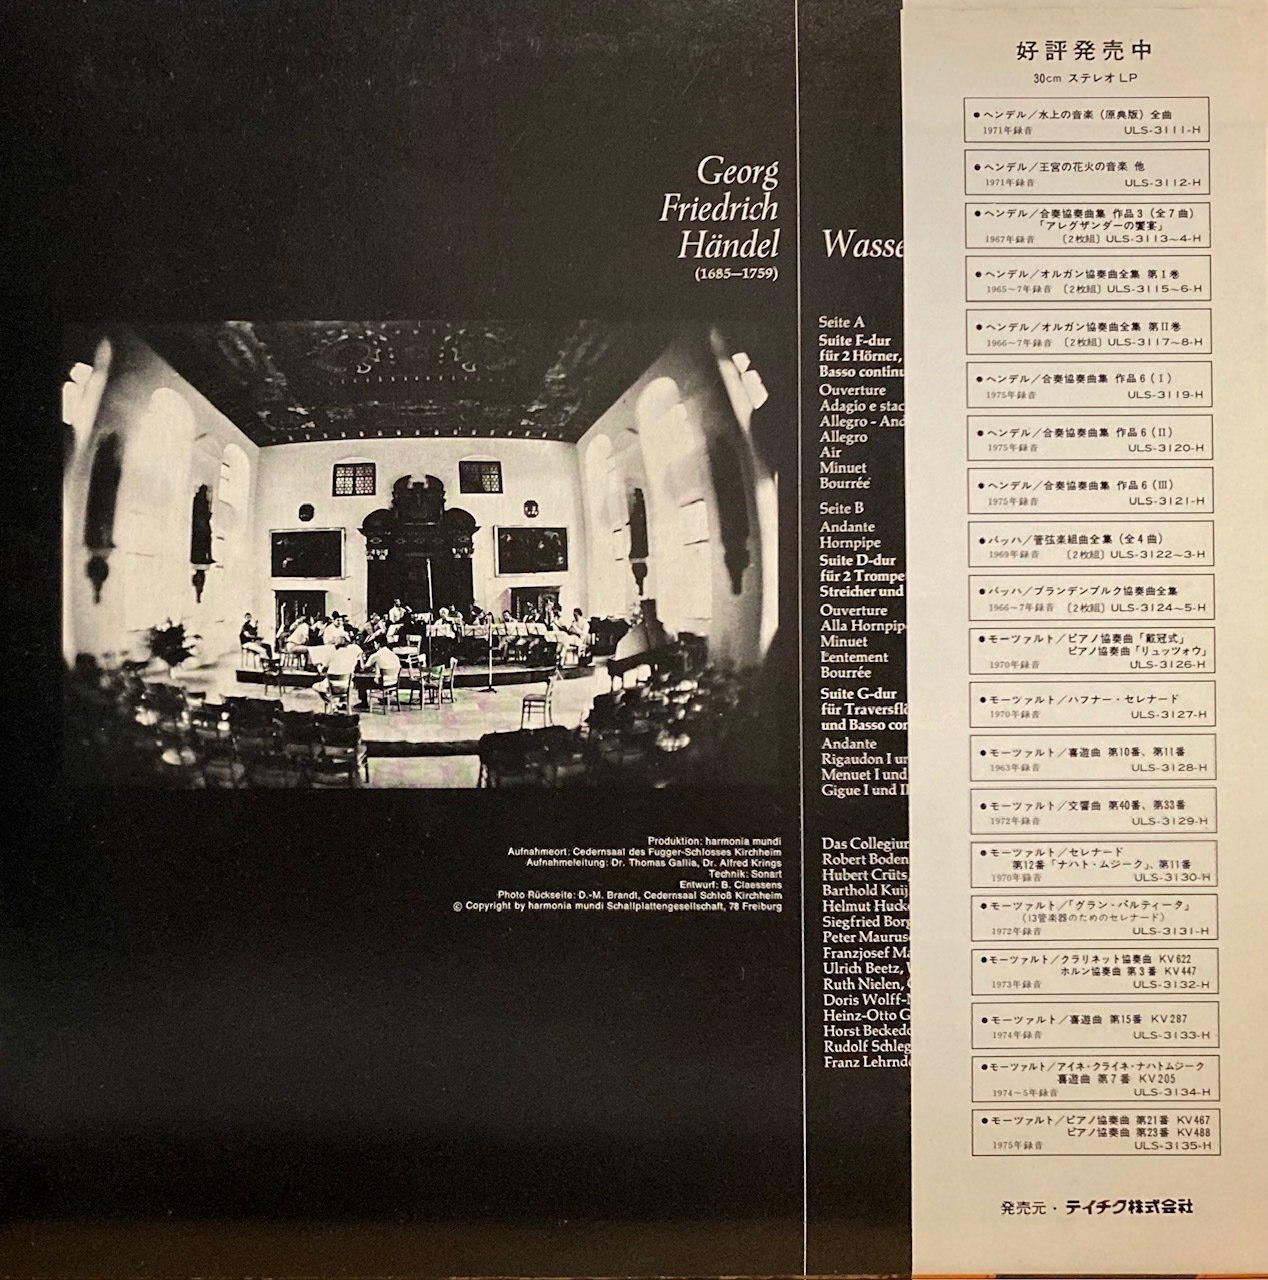 Georg
Friedrich
Händel
(1685—1759)
Produktion: harmonia mundi
Aufnahmeort: Cedernsaal des Fugger-Schlosses Kirchheim
Aufnahmeleitung: Dr. Thomas Gallia, Dr. Alfred Krings
Technik: Sonart
Entwurf: B. Claessens
Photo Rückseite: D.-M. Brandt, Cedernsaal Schloß Kirchheim
© Copyright by harmonia mundi Schallplattengesellschaft, 78 Freiburg
Wasse
Seite A
Suite F-dur
für 2 Hörner,
Basso continu
Ouverture
Adagio e stac
Allegro - And
Allegro
Air
Minuet
Bourrée
Seite B
Andante
Hornpipe
Suite D-dur
für 2 Trompe
Streicher und
Ouverture
Alla Hornpip
Minuet
Lentement
Bourrée
Suite G-dur
für Traversflö
und Basso con
Andante
Rigaudon I un
Menuet I und
Gigue I und II
Das Collegiun
Robert Boden
Hubert Crüts,
Barthold Kuij
Helmut Hucke
Siegfried Borg
Peter Maurus
Franzjosef Ma
Ulrich Beetz,
Ruth Nielen,
Doris Wolff-
Heinz-Otto G
Horst Beckedo
Rudolf Schleg
Franz Lehrnde
好評発売中
30cm ステレオLP
●ヘンデル／水上の音楽（原典版）全曲
1971年録音 ULS-3111-H
●ヘンデル／王宮の花火の音楽 他
1971年録音 ULS-3112-H
●ヘンデル／合奏協奏曲集 作品3（全7曲）
「アレグザンダーの饗宴」
1967年録音 〔2枚組〕ULS-3113~4-H
●ヘンデル／オルガン協奏曲全集 第I巻
1965~7年録音 〔2枚組〕ULS-3115~6-H
●ヘンデル／オルガン協奏曲全集 第II巻
1966~7年録音 〔2枚組〕ULS-3117~8-H
●ヘンデル／合奏協奏曲集 作品6（I）
1975年録音 ULS-3119-H
●ヘンデル／合奏協奏曲集 作品6（II）
1975年録音 ULS-3120-H
●ヘンデル／合奏協奏曲集 作品6（III）
1975年録音 ULS-3121-H
●バッハ／管弦楽組曲全集（全4曲）
1969年録音 〔2枚組〕ULS-3122~3-H
●バッハ／ブランデンブルク協奏曲全集
1966~7年録音 〔2枚組〕ULS-3124~5-H
●モーツァルト／ピアノ協奏曲「戴冠式」
ピアノ協奏曲「リュッツォウ」
1970年録音 ULS-3126-H
●モーツァルト／ハフナー・セレナード
1970年録音 ULS-3127-H
●モーツァルト／喜遊曲 第10番、第11番
1963年録音 ULS-3128-H
●モーツァルト／交響曲 第40番、第33番
1972年録音 ULS-3129-H
●モーツァルト／セレナード
第12番「ナハト・ムジーク」、第11番
1970年録音 ULS-3130-H
●モーツァルト／「グラン・パルティータ」
（13管楽器のためのセレナード）
1972年録音 ULS-3131-H
●モーツァルト／クラリネット協奏曲 KV622
ホルン協奏曲 第3番 KV447
1973年録音 ULS-3132-H
●モーツァルト／喜遊曲 第15番 KV287
1974年録音 ULS-3133-H
●モーツァルト／アイネ・クライネ・ナハトムジーク
喜遊曲 第7番 KV205
1974~5年録音 ULS-3134-H
●モーツァルト／ピアノ協奏曲 第21番 KV467
ピアノ協奏曲 第23番 KV488
1975年録音 ULS-3135-H
発売元・テイチク株式会社